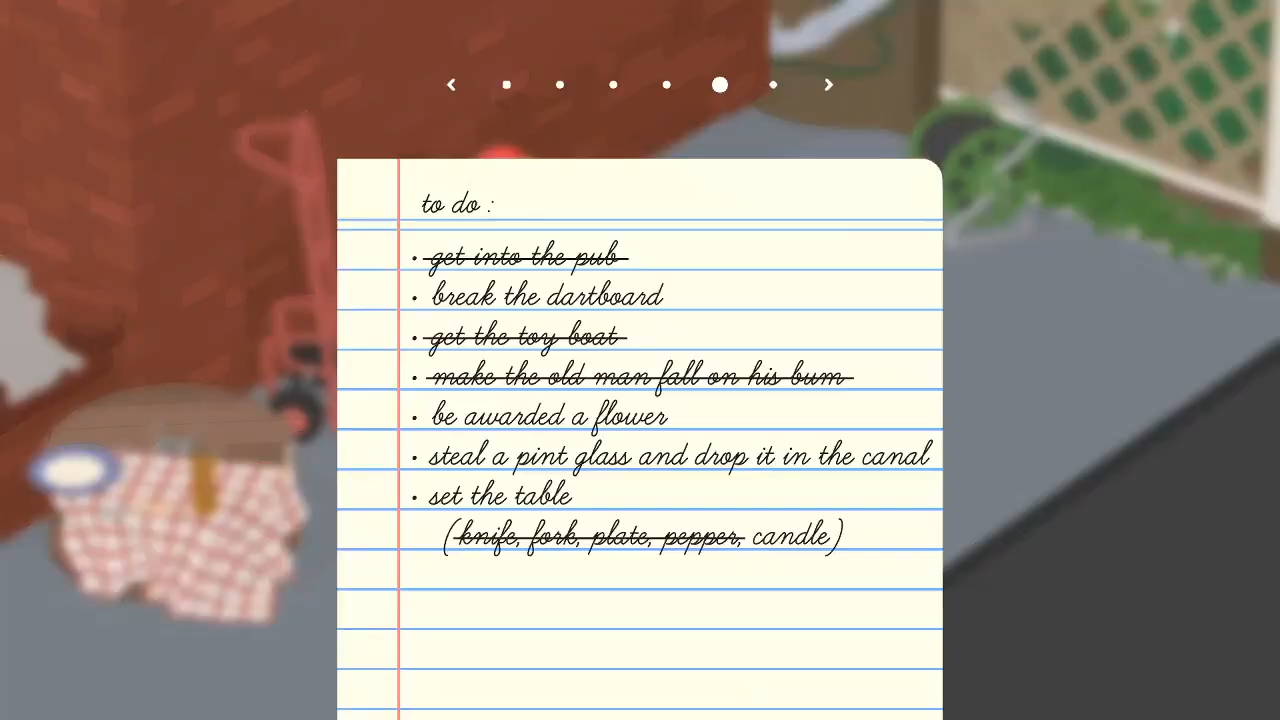 to do :
• get into the pub
• break the dartboard
• get the toy boat
• make the old man fall on his bum
• be awarded a flower
• steal a pint glass and drop it in the canal
• set the table
(knife, fork, plate, pepper, candle)